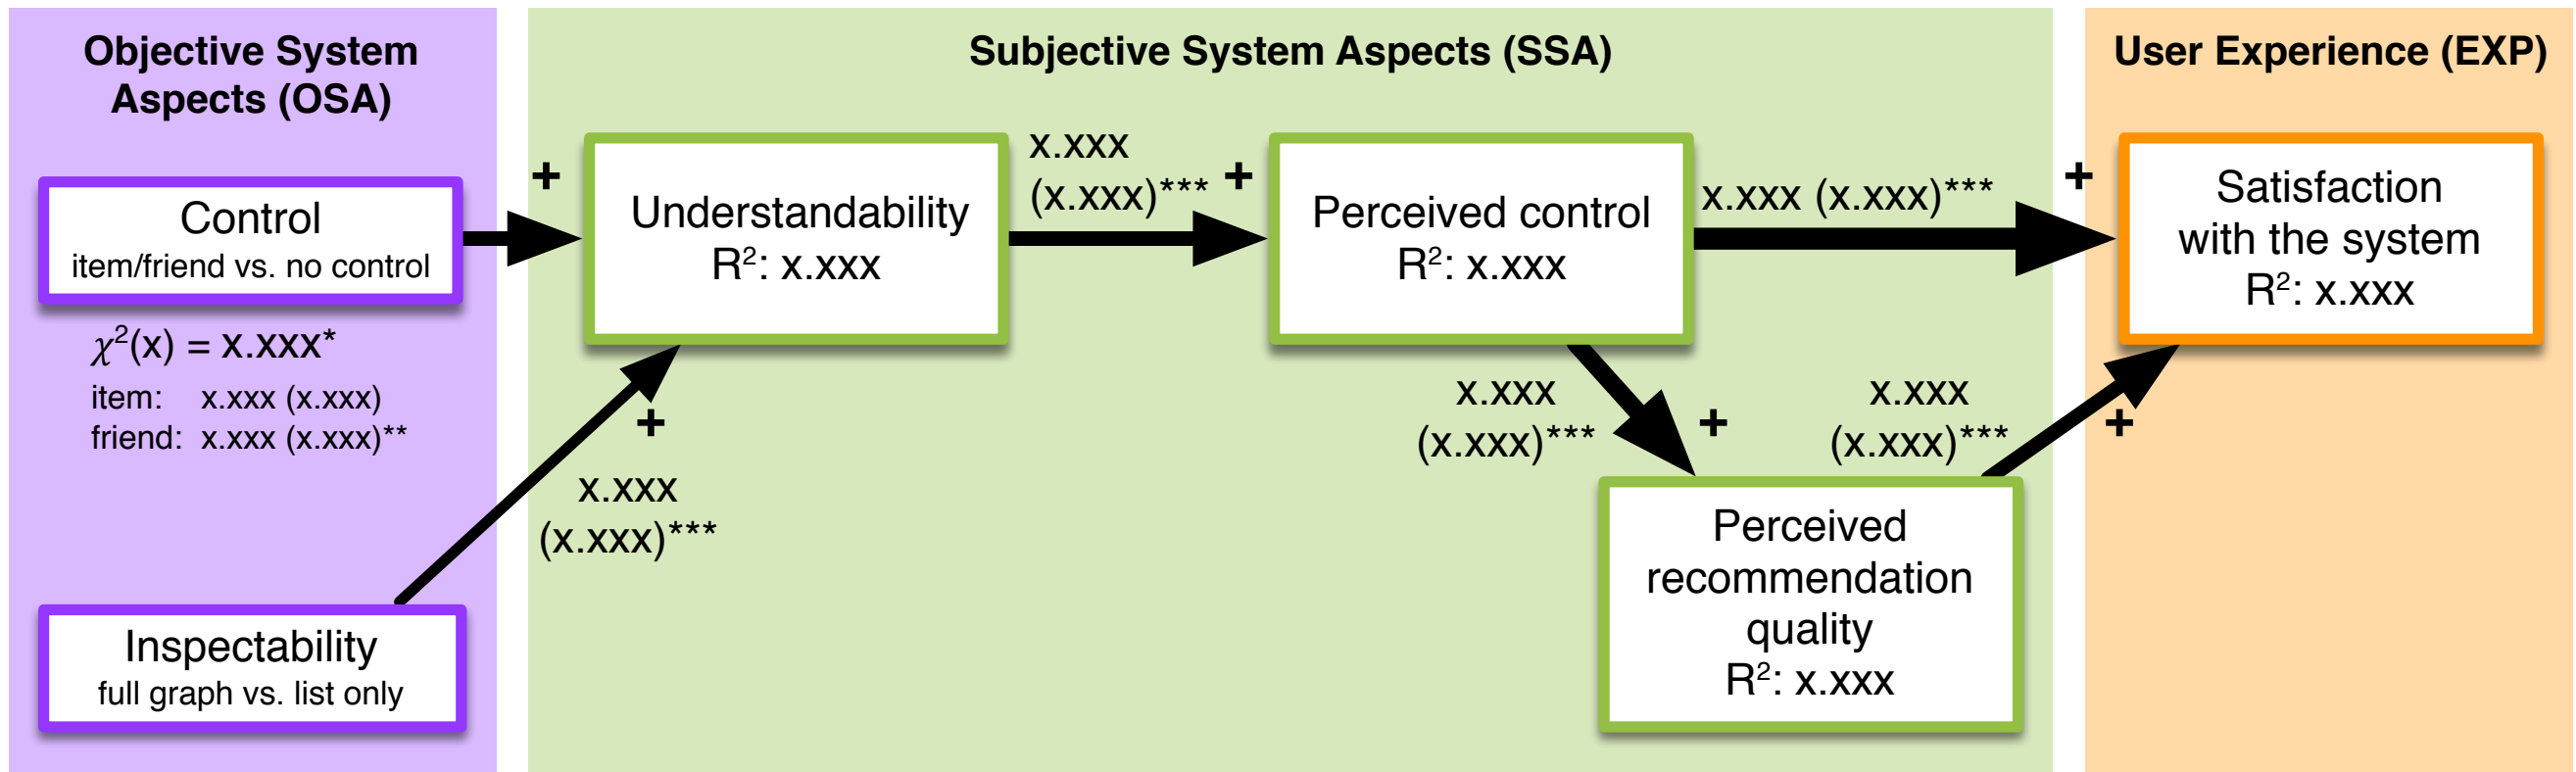 Objective System
Aspects (OSA)
Control
item/friend vs. no control
χ²(x) = x.xxx*
item: x.xxx (x.xxx)
friend: x.xxx (x.xxx)**
Inspectability
full graph vs. list only
Subjective System Aspects (SSA)
+
Understandability
R²: x.xxx
+
x.xxx
(x.xxx)***
x.xxx
(x.xxx)***
+
Perceived control
R²: x.xxx
x.xxx (x.xxx)***
+
x.xxx
(x.xxx)***
+
Perceived
recommendation
quality
R²: x.xxx
x.xxx
(x.xxx)***
+
User Experience (EXP)
Satisfaction
with the system
R²: x.xxx